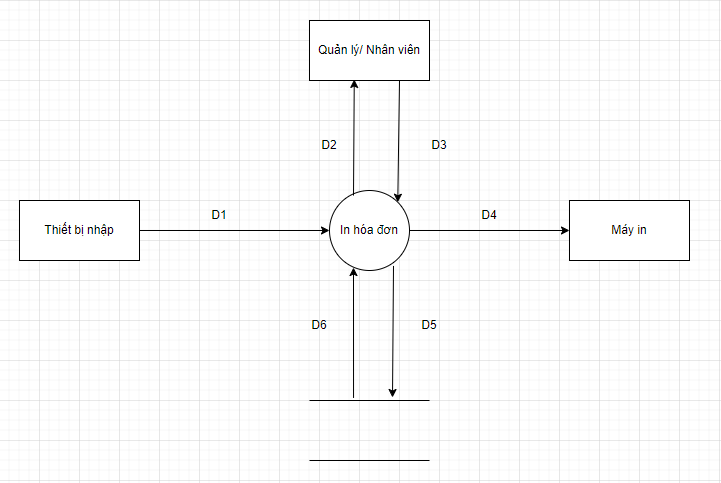 Quản lý/ Nhân viên
D2
D3
Thiết bị nhập
D1
In hóa đơn
D4
Máy in
D6
D5